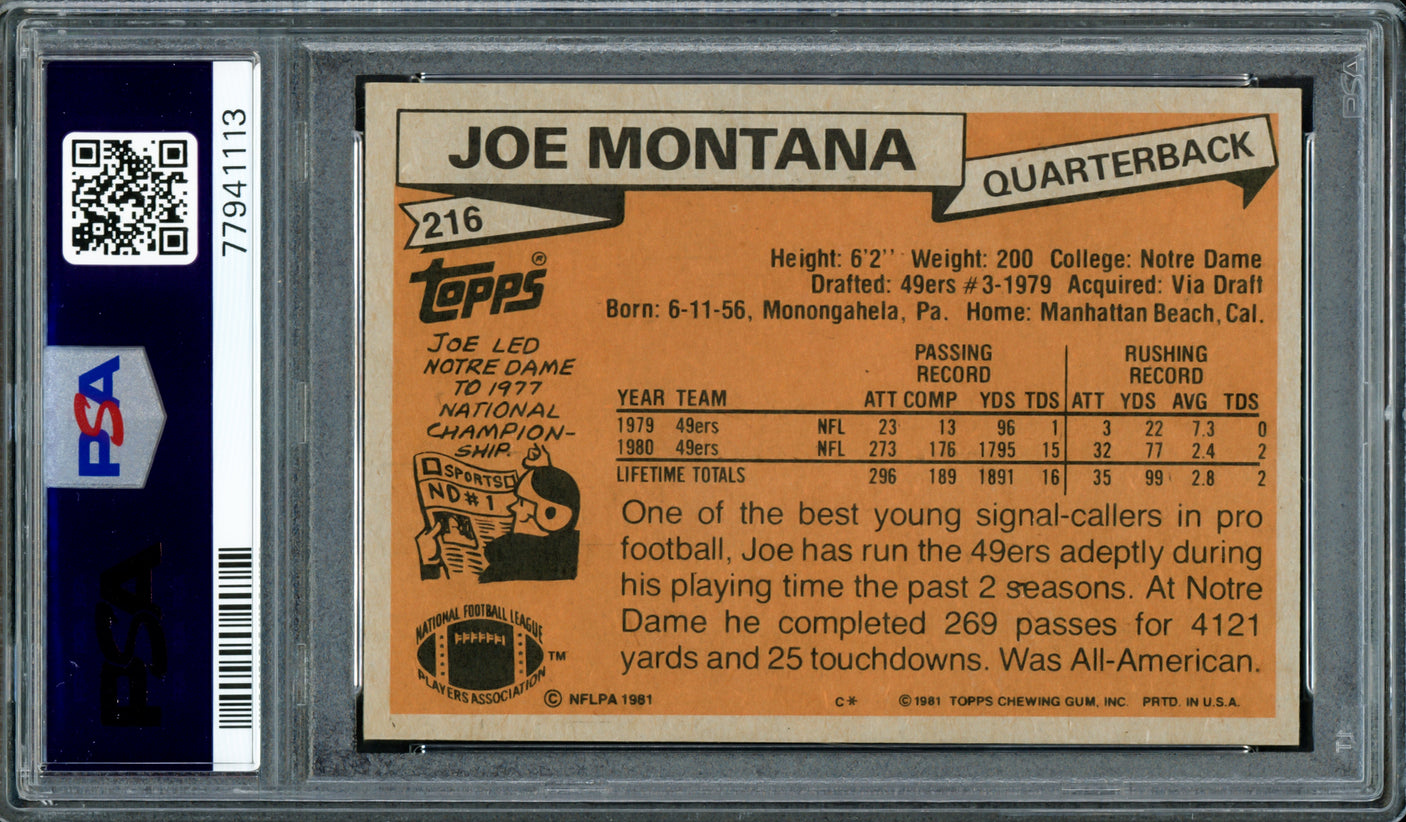 77941113
PSA
PSA
PSA
JOE MONTANA
QUARTERBACK
216
topps®
Height: 6'2'' Weight: 200 College: Notre Dame
Drafted: 49ers #3-1979 Acquired: Via Draft
Born: 6-11-56, Monongahela, Pa. Home: Manhattan Beach, Cal.
JOE LED
NOTRE DAME
TO 1977
NATIONAL
CHAMPION-
SHIP.
SPORTS
ND#1
PASSING RUSHING
RECORD RECORD
YEAR TEAM ATT COMP YDS TDS ATT YDS AVG TDS
1979 49ers NFL 23 13 96 1 3 22 7.3 0
1980 49ers NFL 273 176 1795 15 32 77 2.4 2
LIFETIME TOTALS 296 189 1891 16 35 99 2.8 2
One of the best young signal-callers in pro
football, Joe has run the 49ers adeptly during
his playing time the past 2 seasons. At Notre
Dame he completed 269 passes for 4121
yards and 25 touchdowns. Was All-American.
NATIONAL FOOTBALL LEAGUE
PLAYERS ASSOCIATION
TM
© NFLPA 1981
C*
©1981 TOPPS CHEWING GUM, INC. PRTD. IN U.S.A.